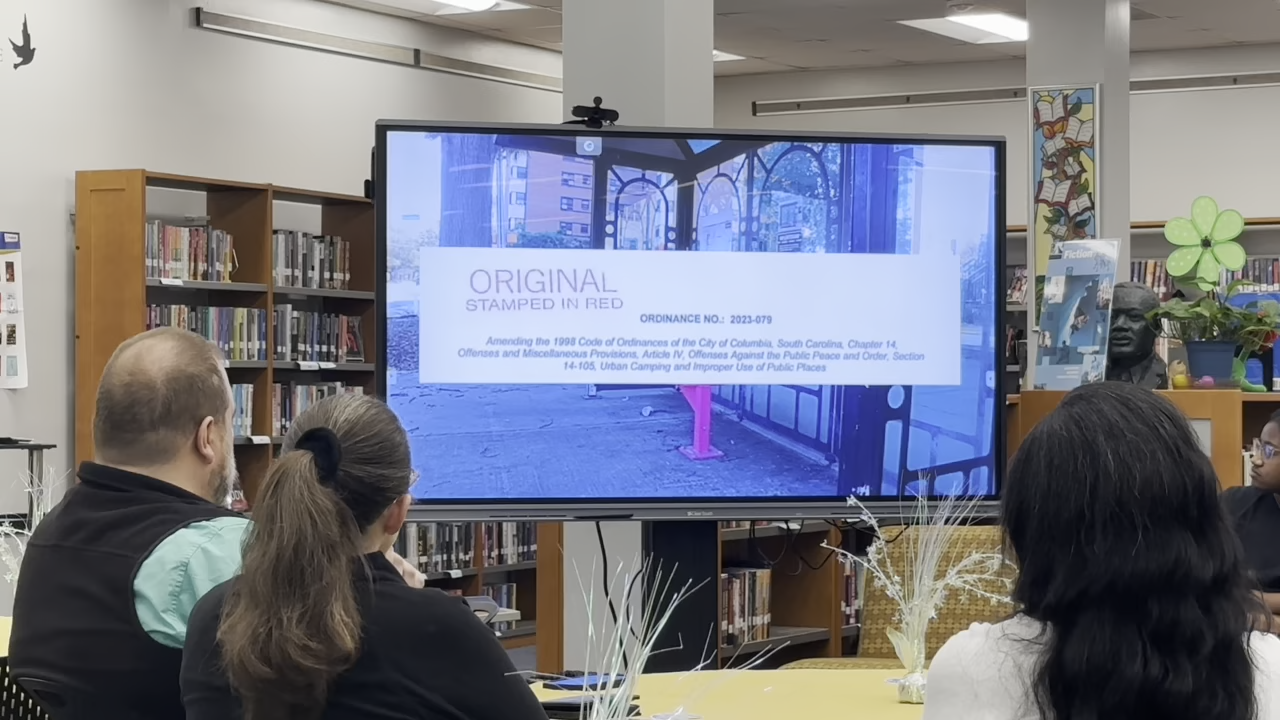 ORIGINAL
STAMPED IN RED
ORDINANCE NO.: 2023-079
Amending the 1998 Code of Ordinances of the City of Columbia, South Carolina, Chapter 14,
Offenses and Miscellaneous Provisions, Article IV, Offenses Against the Public Peace and Order, Section
14-105, Urban Camping and Improper Use of Public Places
Fiction